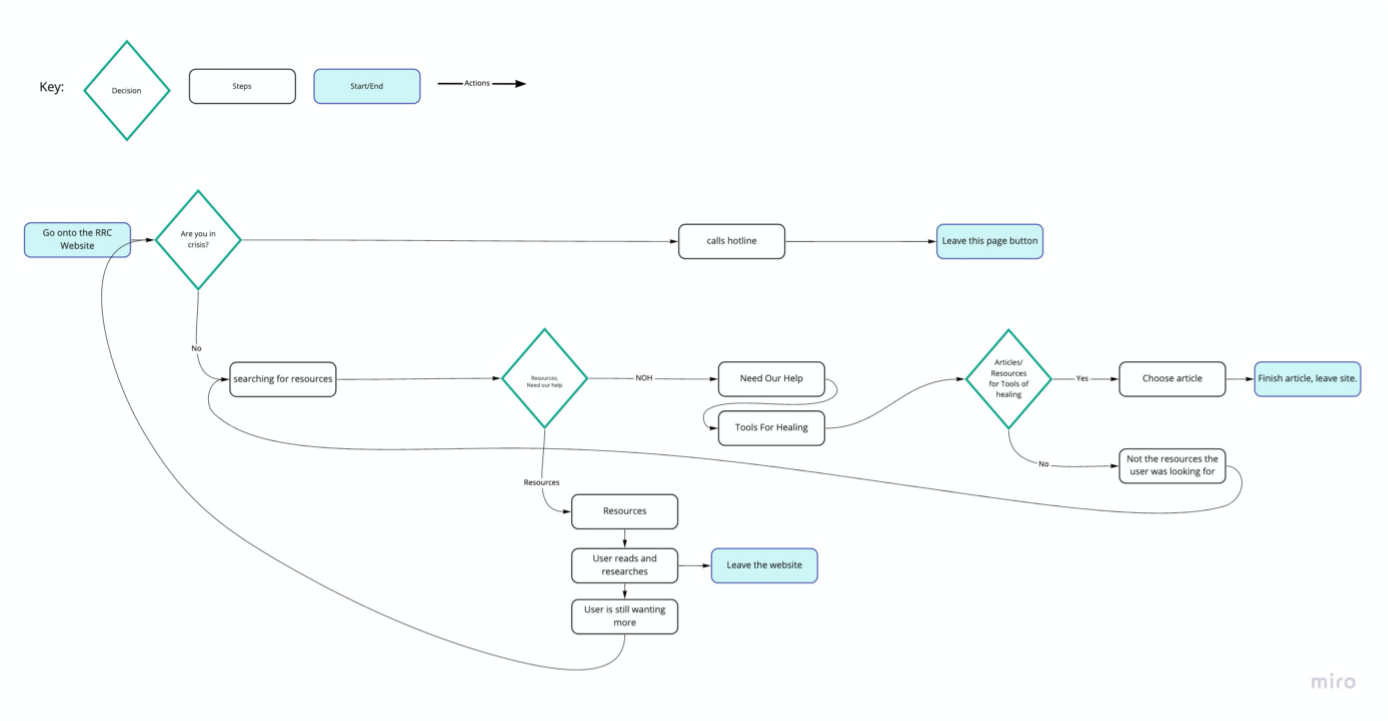 Key:
Decision
Steps
Start/End
Actions
Go onto the RRC
Website
Are you in
crisis?
calls hotline
Leave this page button
No
searching for resources
Resources,
Need our help
NOH
Need Our Help
Tools For Healing
Articles/
Resources
for Tools of
healing
Yes
Choose article
Finish article, leave site.
No
Not the resources the
user was looking for
Resources
Resources
User reads and
researches
Leave the website
User is still wanting
more
miro